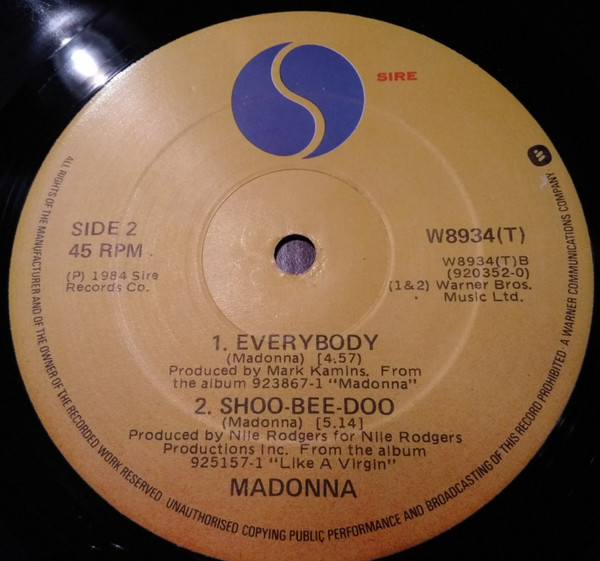 SIRE
SIDE 2
45 RPM
(P) 1984 Sire
Records Co.
W8934(T)
W8934(T)B
(920352-0)
(1&2) Warner Bros.
Music Ltd.
1. EVERYBODY
(Madonna) [4.57]
Produced by Mark Kamins. From
the album 923867-1 "Madonna"
2. SHOO-BEE-DOO
(Madonna) [5.14]
Produced by Nile Rodgers for Nile Rodgers
Productions Inc. From the album
925157-1 "Like A Virgin"
MADONNA
ALL RIGHTS OF THE MANUFACTURER AND OF THE OWNER OF THE RECORDED WORK RESERVED. UNAUTHORISED COPYING PUBLIC PERFORMANCE AND BROADCASTING OF THIS RECORD PROHIBITED. A WARNER COMMUNICATIONS COMPANY